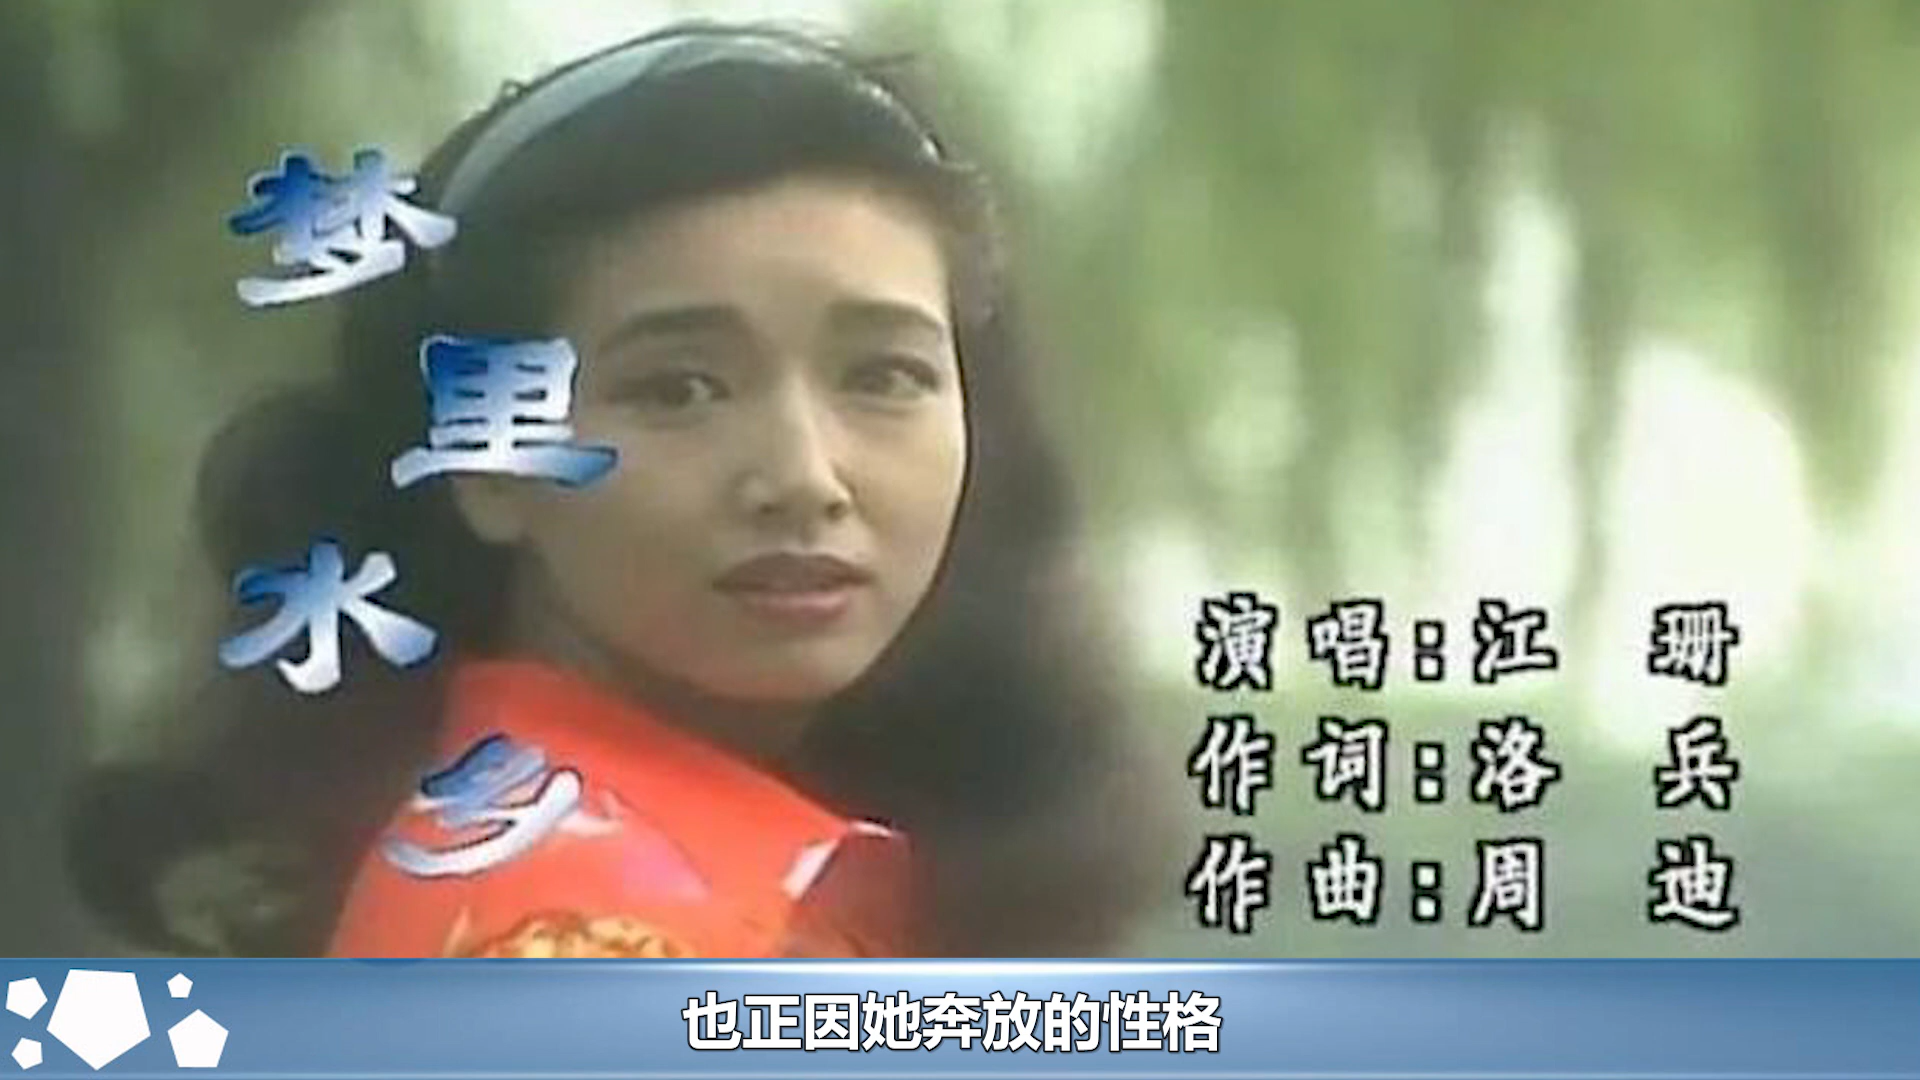 梦里水乡
演唱:江珊
作词:洛兵
作曲:周迪
也正因她奔放的性格